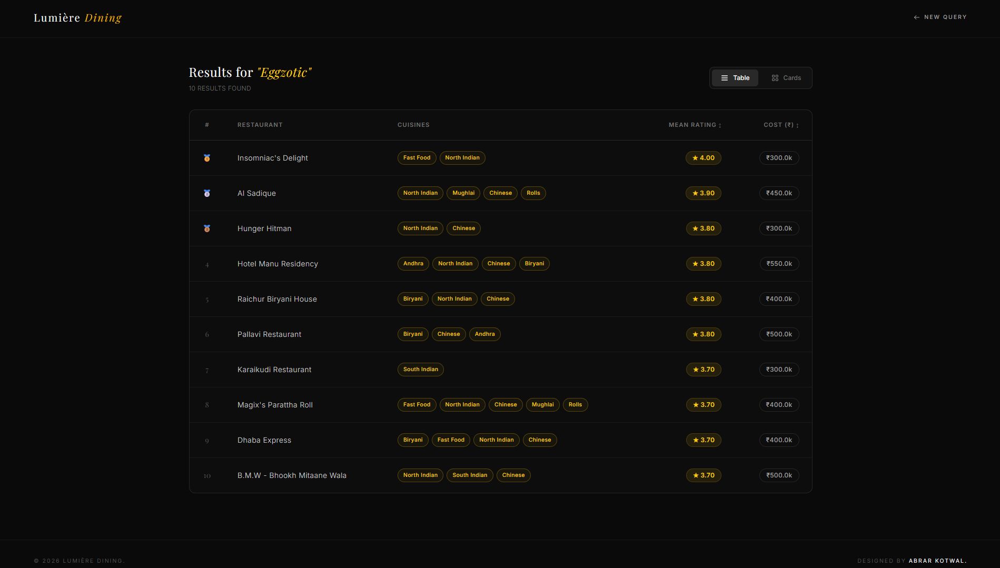 Lumière Dining
← NEW QUERY
Results for "Eggzotic"
10 RESULTS FOUND
Table Cards
# RESTAURANT CUISINES MEAN RATING ↕ COST (₹) ↕
Insomniac's Delight Fast Food North Indian ★ 4.00 ₹300.0k
Al Sadique North Indian Mughlai Chinese Rolls ★ 3.90 ₹450.0k
Hunger Hitman North Indian Chinese ★ 3.80 ₹300.0k
4 Hotel Manu Residency Andhra North Indian Chinese Biryani ★ 3.80 ₹550.0k
5 Raichur Biryani House Biryani North Indian Chinese ★ 3.80 ₹400.0k
6 Pallavi Restaurant Biryani Chinese Andhra ★ 3.80 ₹500.0k
7 Karaikudi Restaurant South Indian ★ 3.70 ₹300.0k
8 Magix's Parattha Roll Fast Food North Indian Chinese Mughlai Rolls ★ 3.70 ₹400.0k
9 Dhaba Express Biryani Fast Food North Indian Chinese ★ 3.70 ₹400.0k
10 B.M.W - Bhookh Mitaane Wala North Indian South Indian Chinese ★ 3.70 ₹500.0k
© 2026 LUMIÈRE DINING.
DESIGNED BY ABRAR KOTWAL.